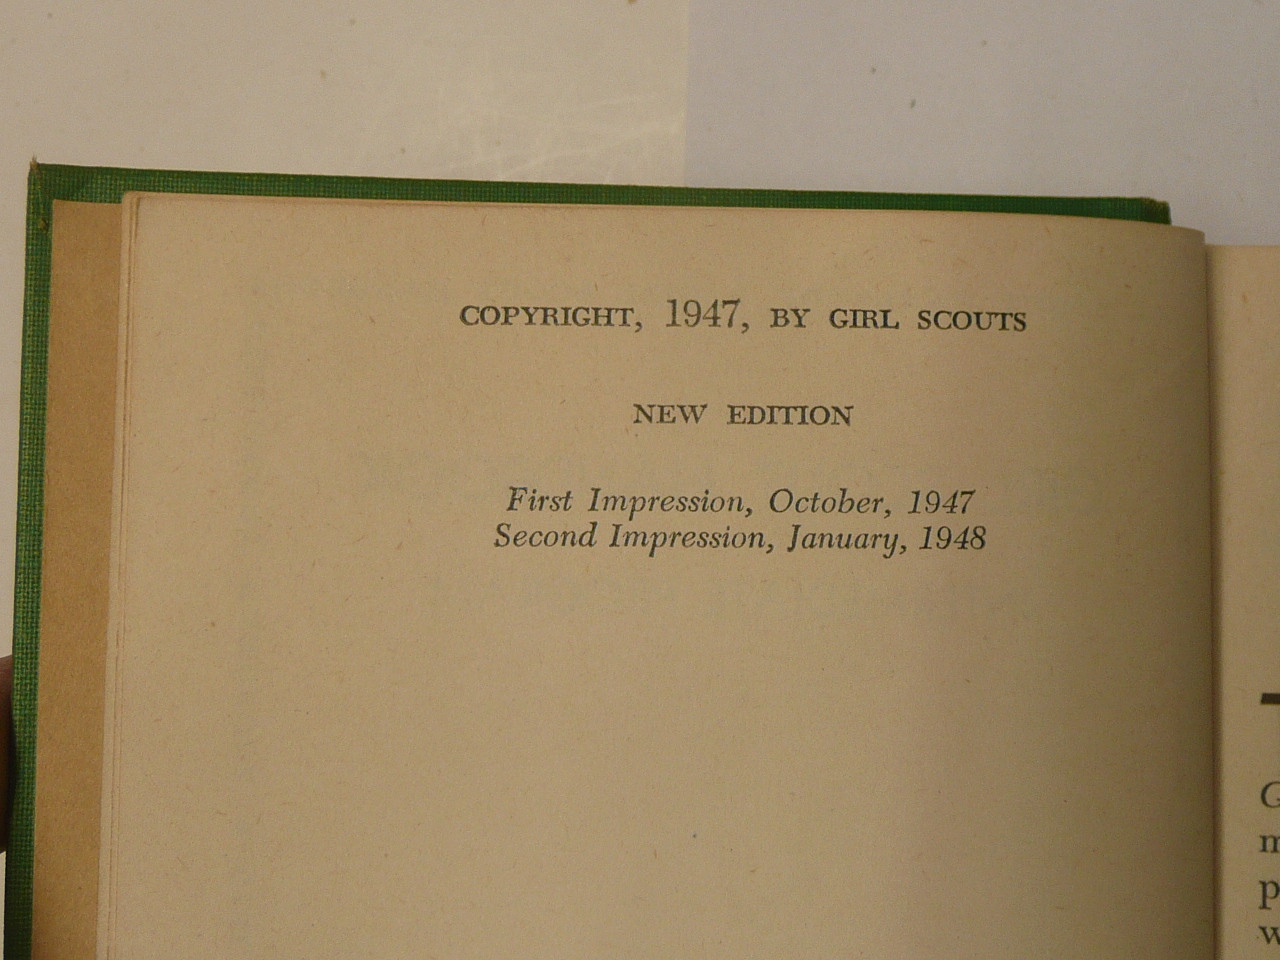 COPYRIGHT, 1947, BY GIRL SCOUTS
NEW EDITION
First Impression, October, 1947
Second Impression, January, 1948